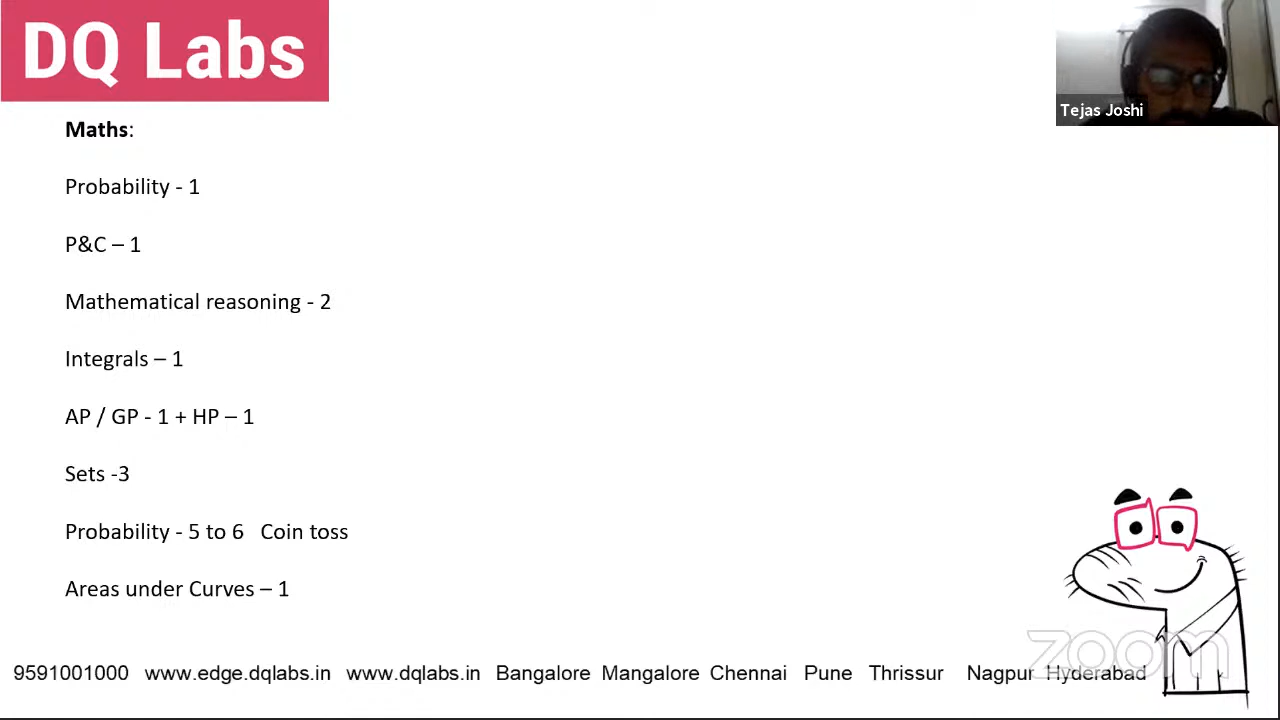 DQ Labs
Tejas Joshi
Maths:
Probability - 1
P&C – 1
Mathematical reasoning - 2
Integrals – 1
AP / GP - 1 + HP – 1
Sets -3
Probability - 5 to 6   Coin toss
Areas under Curves – 1
zoom
9591001000 www.edge.dqlabs.in www.dqlabs.in Bangalore Mangalore Chennai Pune Thrissur Nagpur Hyderabad